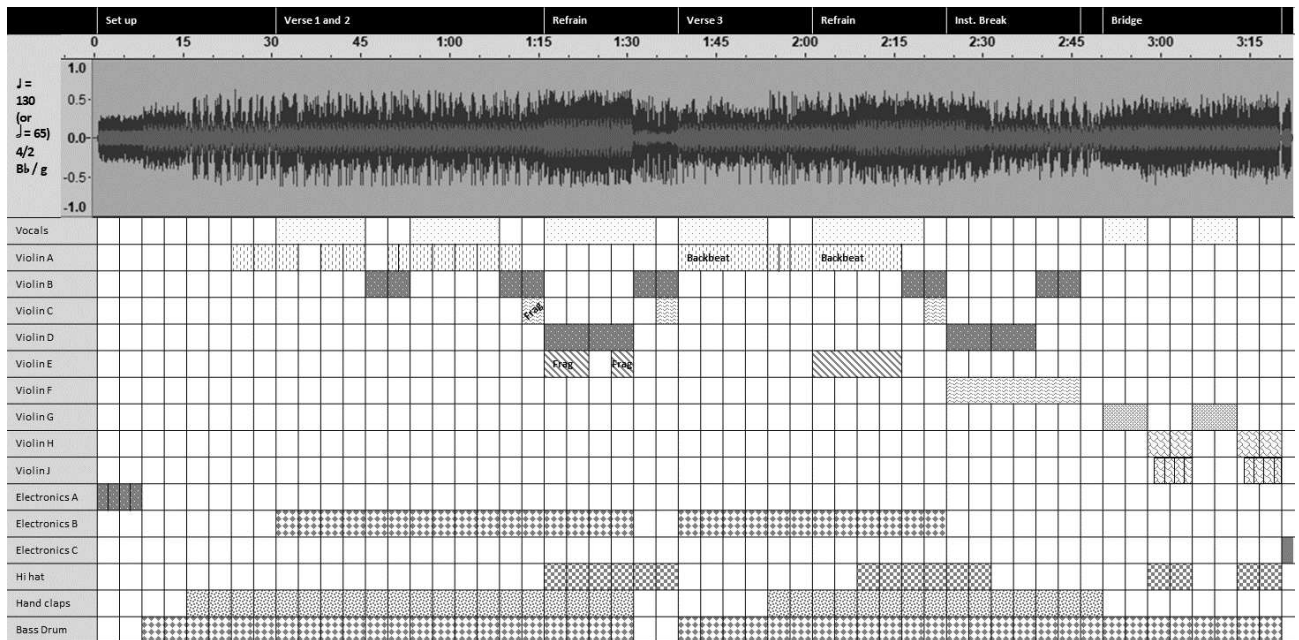 Set up Verse 1 and 2 Refrain Verse 3 Refrain Inst. Break Bridge
0 15 30 45 1:00 1:15 1:30 1:45 2:00 2:15 2:30 2:45 3:00 3:15
♩ =
130
(or
𝅗𝅥 = 65)
4/2
B♭ / g
1.0
0.5
0.0
-0.5
-1.0
Vocals
Violin A Backbeat Backbeat
Violin B
Violin C Frag
Violin D
Violin E Frag Frag
Violin F
Violin G
Violin H
Violin J
Electronics A
Electronics B
Electronics C
Hi hat
Hand claps
Bass Drum